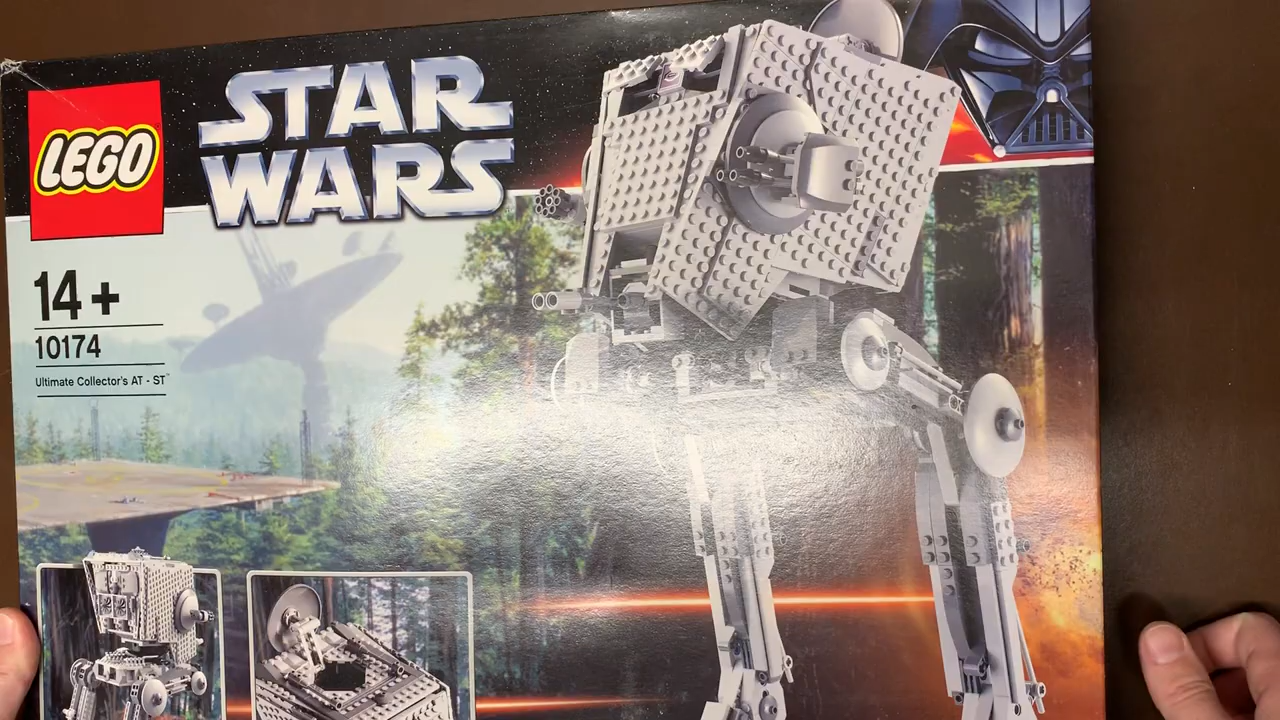 LEGO
STAR
WARS
14+
10174
Ultimate Collector's AT - ST™